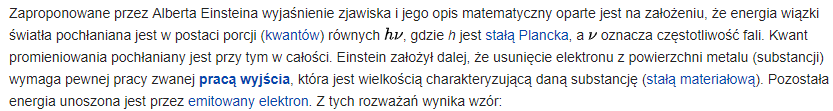 Zaproponowane przez Alberta Einsteina wyjaśnienie zjawiska i jego opis matematyczny oparte jest na założeniu, że energia wiązki
światła pochłaniana jest w postaci porcji (kwantów) równych hν, gdzie h jest stałą Plancka, a ν oznacza częstotliwość fali. Kwant
promieniowania pochłaniany jest przy tym w całości. Einstein założył dalej, że usunięcie elektronu z powierzchni metalu (substancji)
wymaga pewnej pracy zwanej pracą wyjścia, która jest wielkością charakteryzującą daną substancję (stałą materiałową). Pozostała
energia unoszona jest przez emitowany elektron. Z tych rozważań wynika wzór: